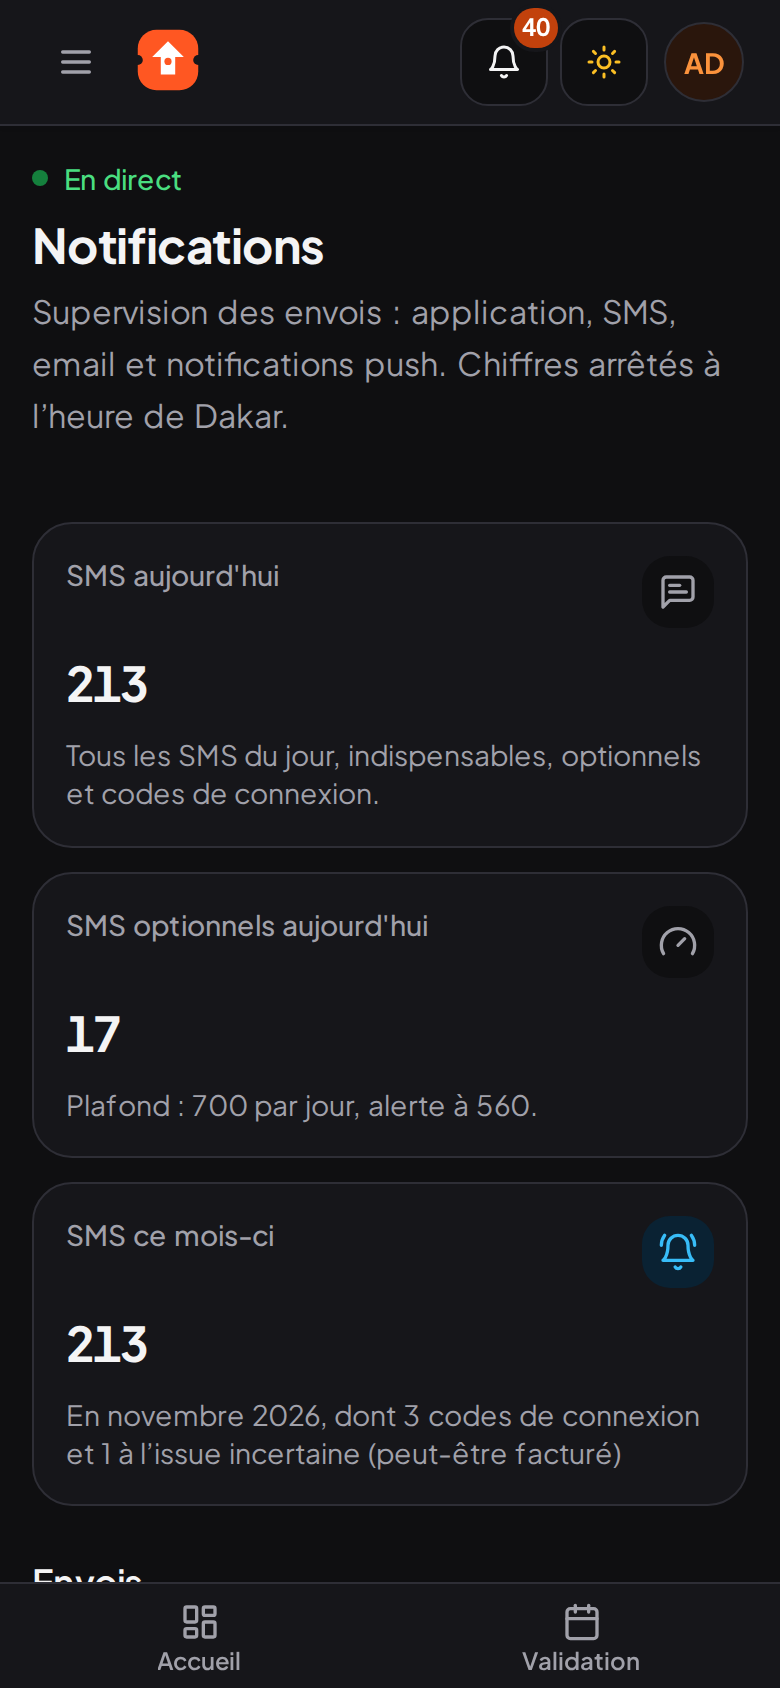 40
AD
En direct
Notifications
Supervision des envois : application, SMS,
email et notifications push. Chiffres arrêtés à
l’heure de Dakar.
SMS aujourd'hui
213
Tous les SMS du jour, indispensables, optionnels
et codes de connexion.
SMS optionnels aujourd'hui
17
Plafond : 700 par jour, alerte à 560.
SMS ce mois-ci
213
En novembre 2026, dont 3 codes de connexion
et 1 à l’issue incertaine (peut-être facturé)
Envois
Accueil
Validation